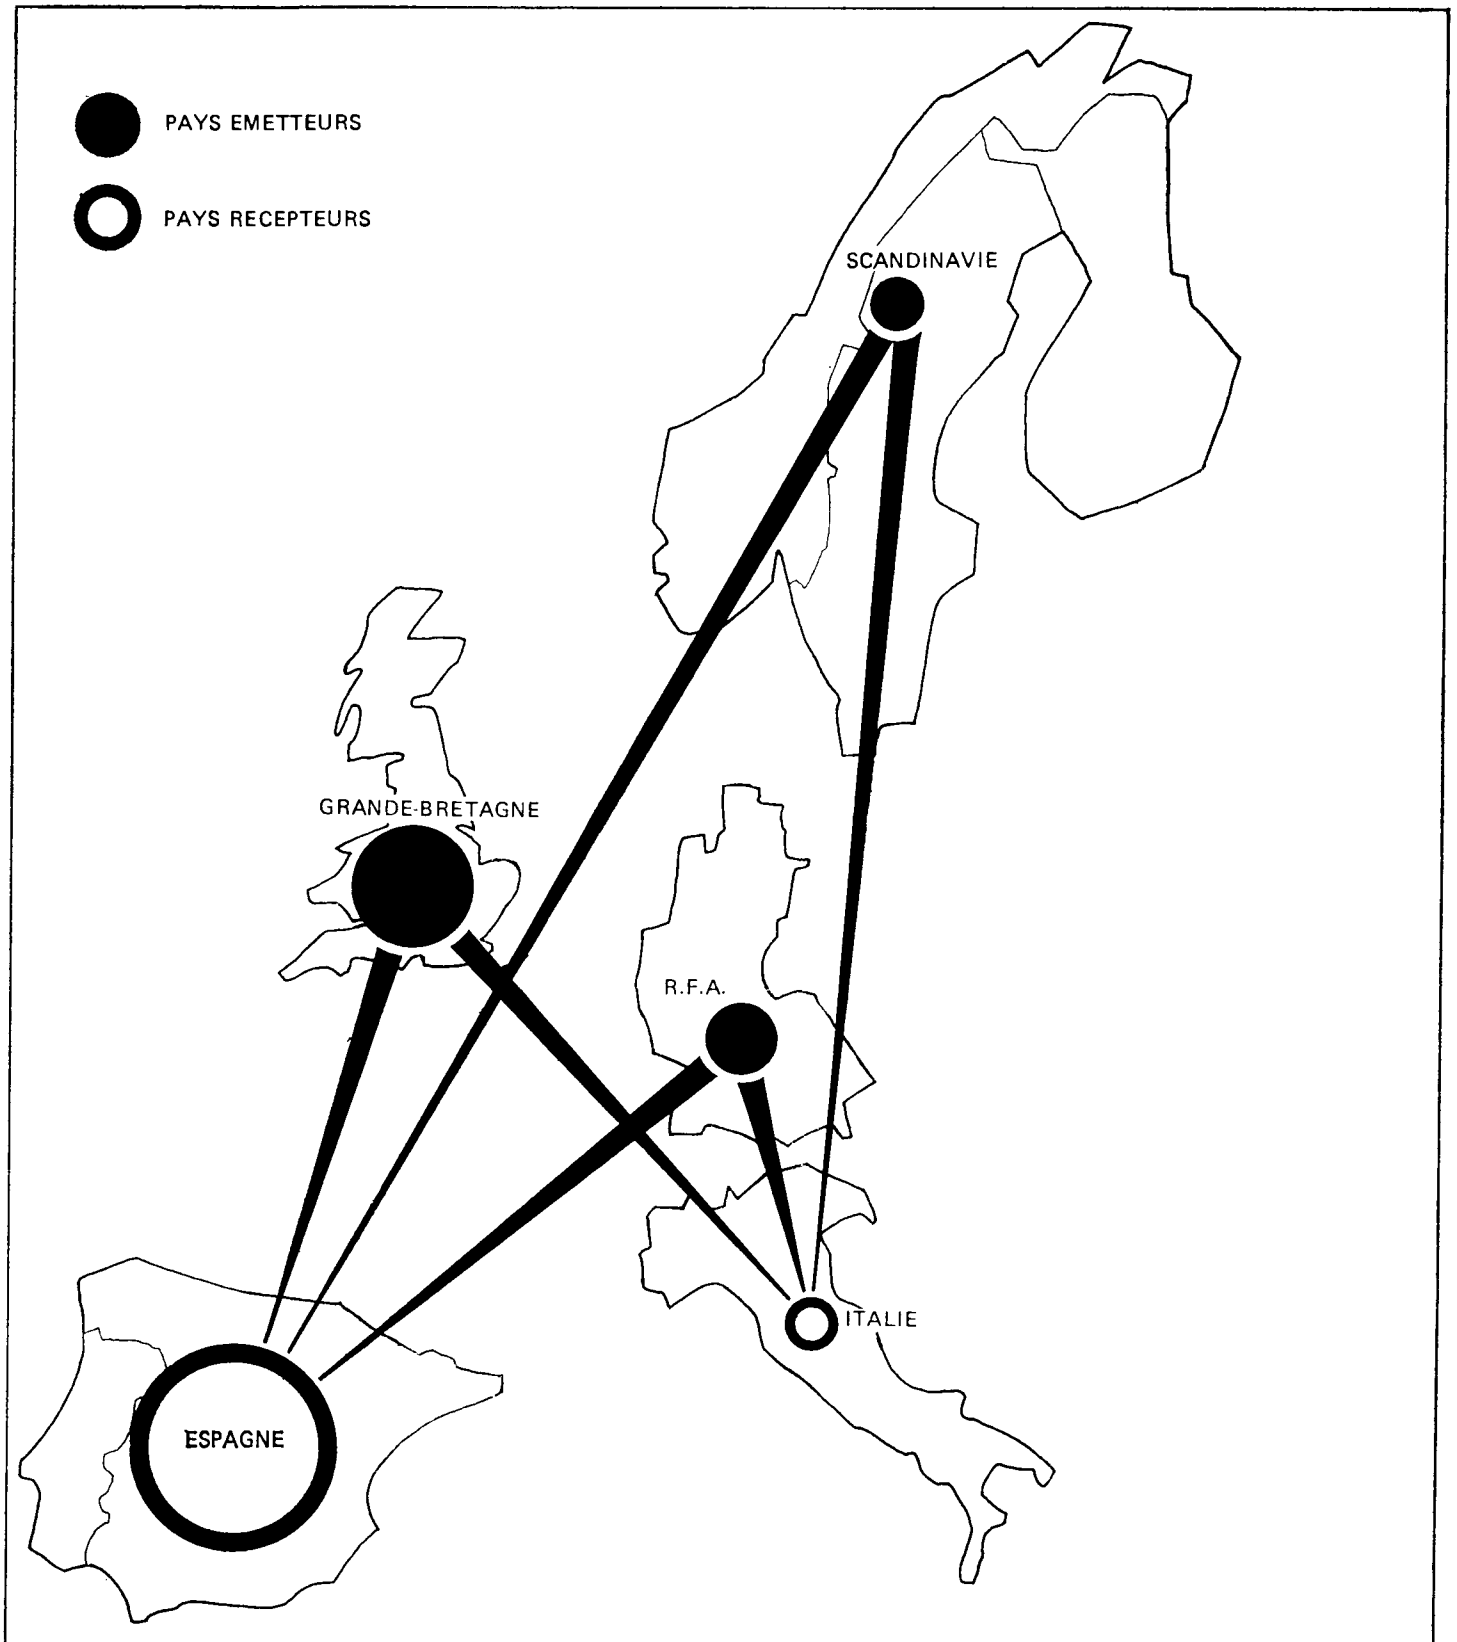 PAYS EMETTEURS
PAYS RECEPTEURS
SCANDINAVIE
GRANDE-BRETAGNE
R.F.A.
ITALIE
ESPAGNE